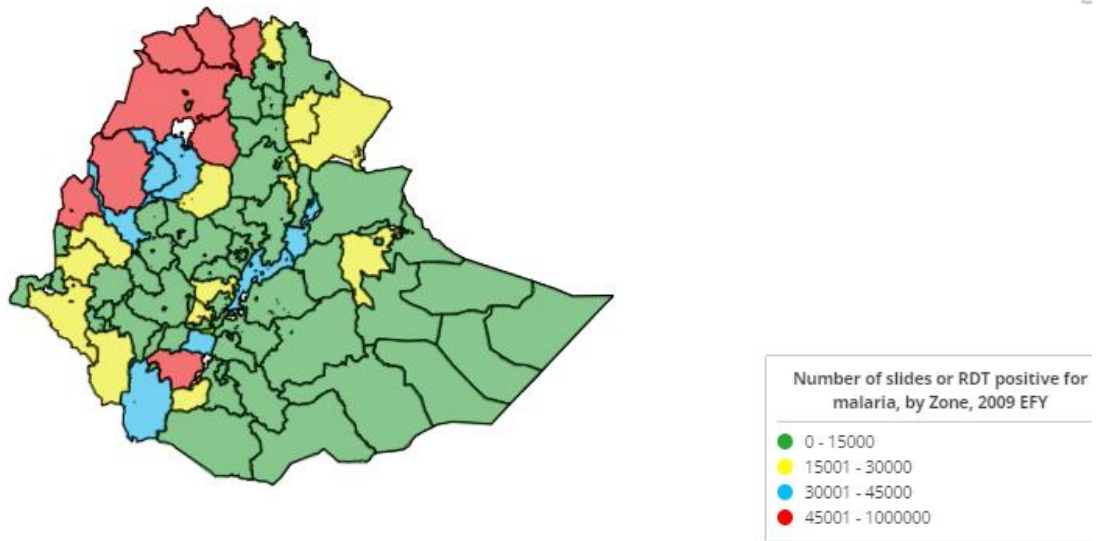 Number of slides or RDT positive for
malaria, by Zone, 2009 EFY
0 - 15000
15001 - 30000
30001 - 45000
45001 - 1000000